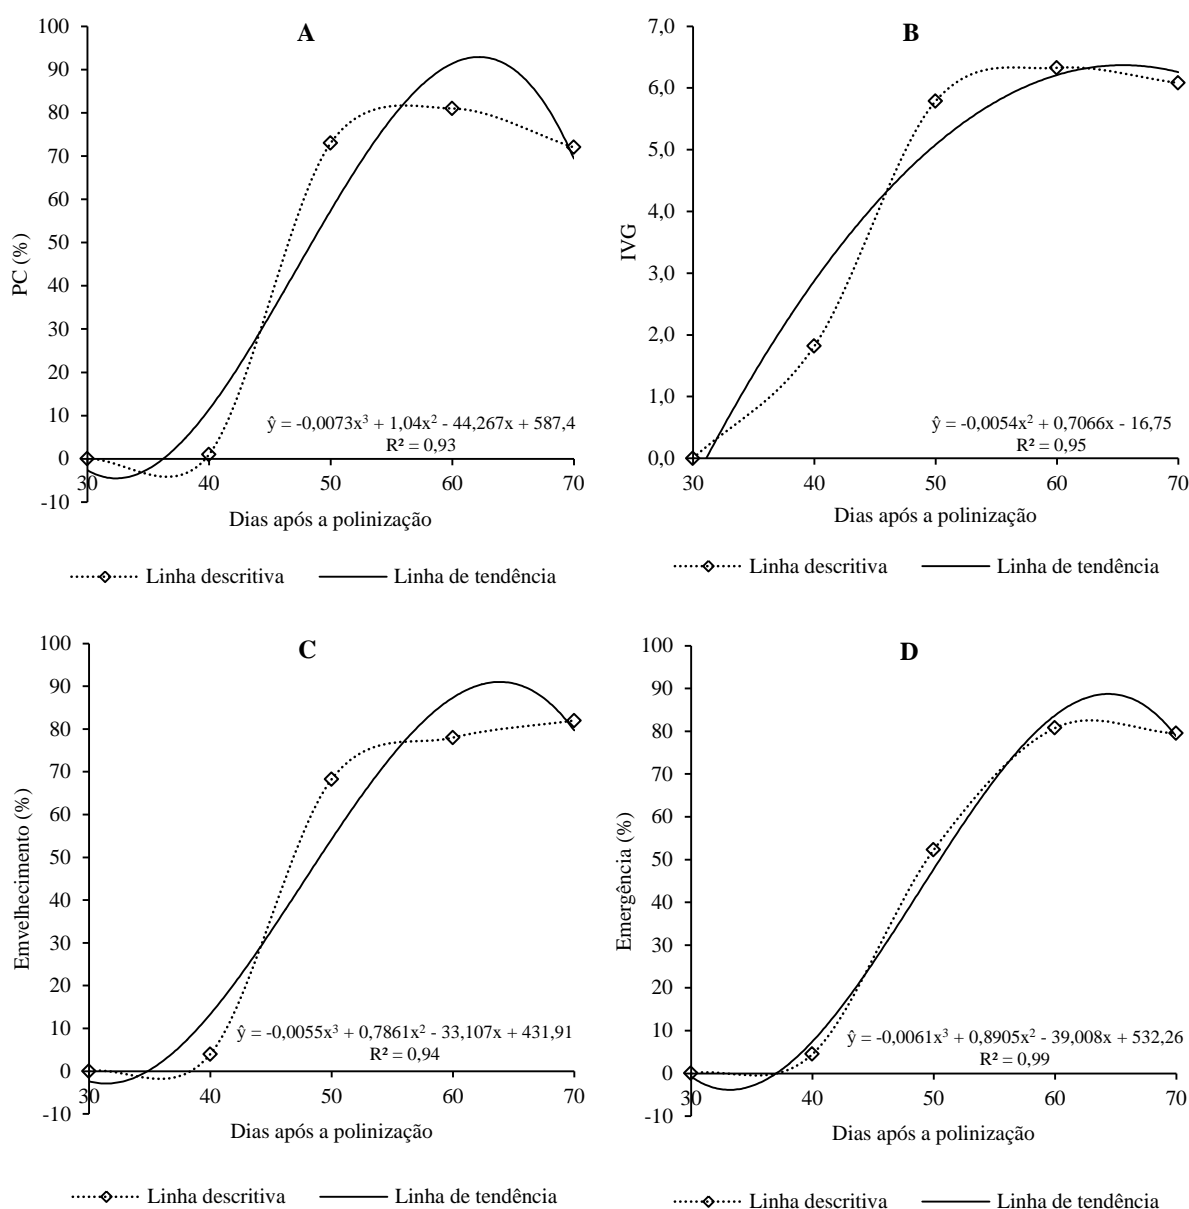 A
100
90
80
70
60
50
40
30
20
10
0
-10
PC (%)
ŷ = -0,0073x³ + 1,04x² - 44,267x + 587,4
R² = 0,93
30 40 50 60 70
Dias após a polinização
Linha descritiva Linha de tendência
B
7,0
6,0
5,0
4,0
3,0
2,0
1,0
0,0
IVG
ŷ = -0,0054x² + 0,7066x - 16,75
R² = 0,95
30 40 50 60 70
Dias após a polinização
Linha descritiva Linha de tendência
C
100
90
80
70
60
50
40
30
20
10
0
-10
Emvelhecimento (%)
ŷ = -0,0055x³ + 0,7861x² - 33,107x + 431,91
R² = 0,94
30 40 50 60 70
Dias após a polinização
Linha descritiva Linha de tendência
D
100
90
80
70
60
50
40
30
20
10
0
-10
Emergência (%)
ŷ = -0,0061x³ + 0,8905x² - 39,008x + 532,26
R² = 0,99
30 40 50 60 70
Dias após a polinização
Linha descritiva Linha de tendência